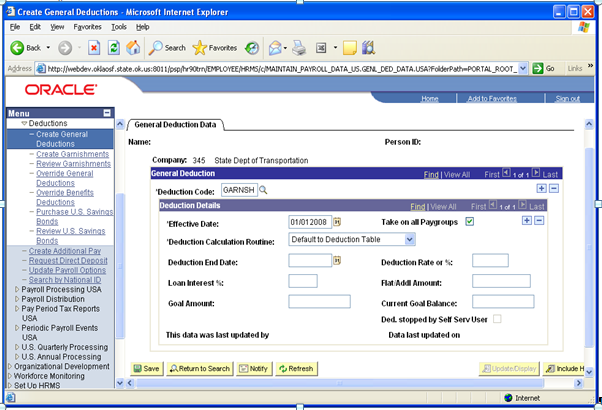 Create General Deductions - Microsoft Internet Explorer
File Edit View Favorites Tools Help
Back Search Favorites
Address http://webdev.oklaosf.state.ok.us:8011/psp/hr90trn/EMPLOYEE/HRMS/c/MAINTAIN_PAYROLL_DATA_US.GENL_DED_DATA.USA?FolderPath=PORTAL_ROOT_ Go Links »
ORACLE
Home Add to Favorites Sign out
Menu
Deductions
– Create General Deductions
– Create Garnishments
– Review Garnishments
– Override General Deductions
– Override Benefits Deductions
– Purchase U.S. Savings Bonds
– Review U.S. Savings Bonds
– Create Additional Pay
– Request Direct Deposit
– Update Payroll Options
– Search by National ID
Payroll Processing USA
Payroll Distribution
Pay Period Tax Reports USA
Periodic Payroll Events USA
U.S. Quarterly Processing
U.S. Annual Processing
Organizational Development
Workforce Monitoring
Set Up HRMS
General Deduction Data
Name: Person ID:
Company: 345 State Dept of Transportation
General Deduction Find | View All First 1 of 1 Last
*Deduction Code: GARNSH
Deduction Details Find | View All First 1 of 1 Last
*Effective Date: 01/012008 Take on all Paygroups
*Deduction Calculation Routine: Default to Deduction Table
Deduction End Date: Deduction Rate or %:
Loan Interest %: Flat/Addl Amount:
Goal Amount: Current Goal Balance:
Ded. stopped by Self Serv User
This data was last updated by Data last updated on
Save Return to Search Notify Refresh Update/Display Include H
Internet